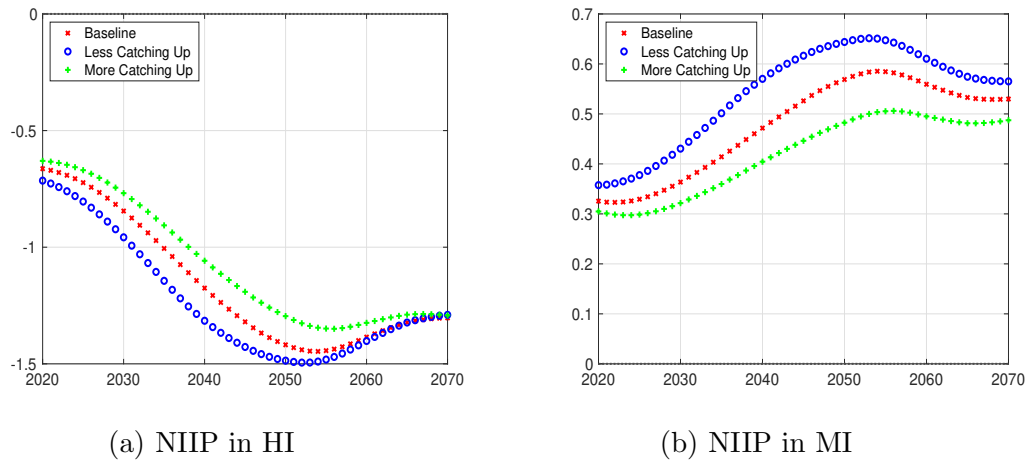 0
-0.5
-1
-1.5
2020 2030 2040 2050 2060 2070
Baseline
Less Catching Up
More Catching Up
(a) NIIP in HI
0.7
0.6
0.5
0.4
0.3
0.2
0.1
0
2020 2030 2040 2050 2060 2070
Baseline
Less Catching Up
More Catching Up
(b) NIIP in MI